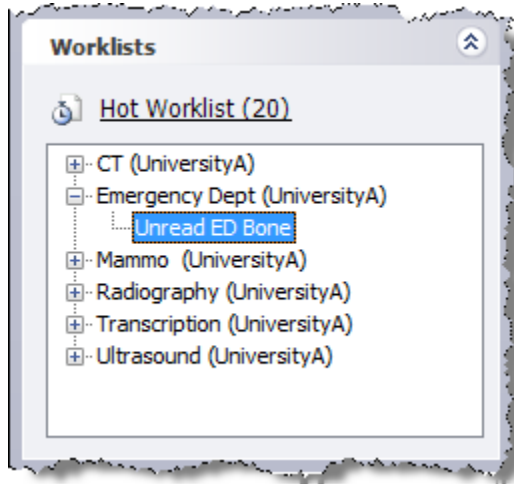 Worklists
Hot Worklist (20)
CT (UniversityA)
Emergency Dept (UniversityA)
Unread ED Bone
Mammo  (UniversityA)
Radiography (UniversityA)
Transcription (UniversityA)
Ultrasound (UniversityA)